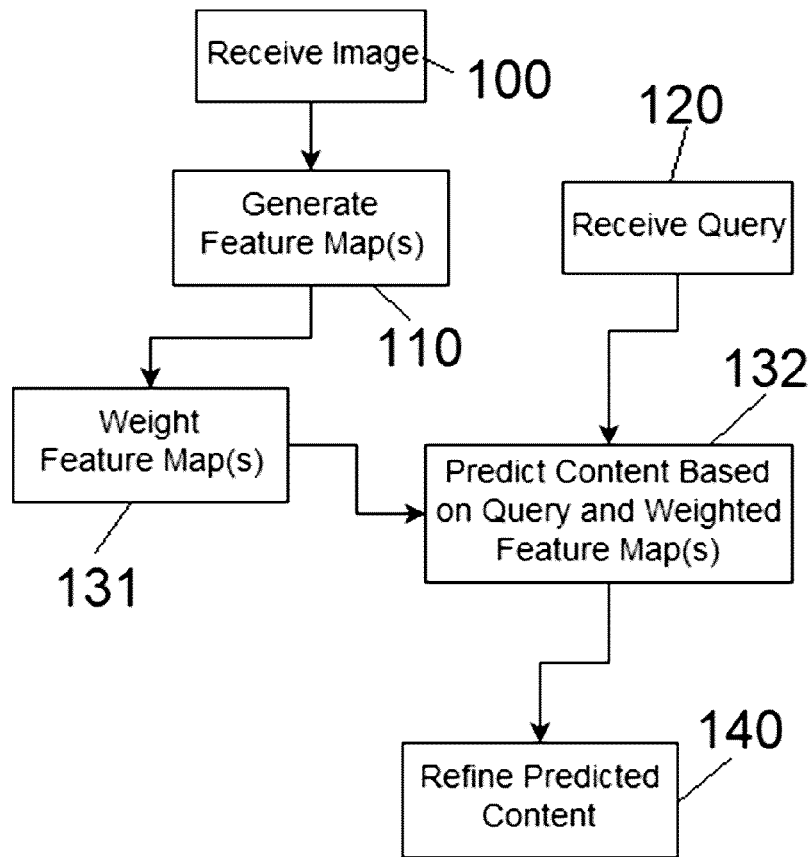 Receive Image
100
120
Generate
Feature Map(s)
Receive Query
110
132
Weight
Feature Map(s)
Predict Content Based
on Query and Weighted
Feature Map(s)
131
140
Refine Predicted
Content